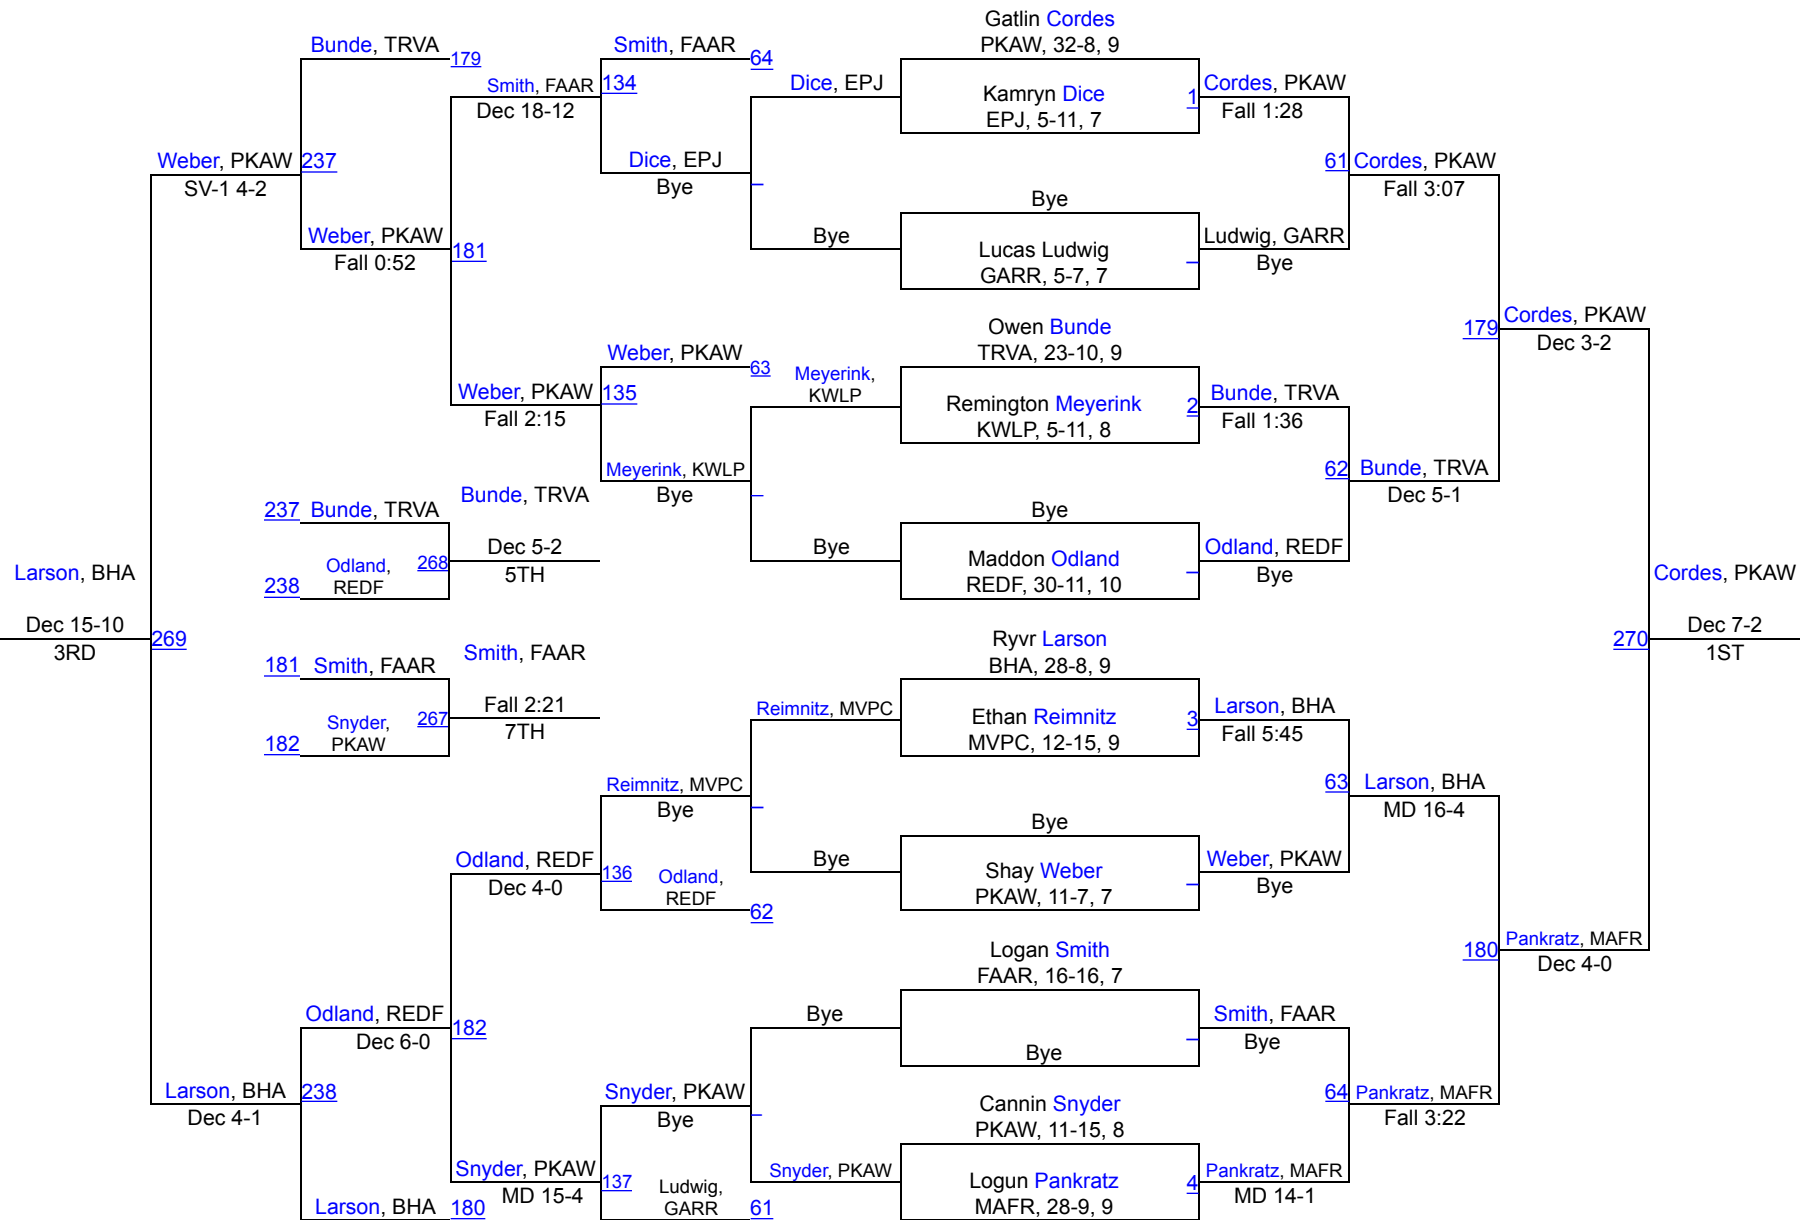 Gatlin Cordes
Bunde, TRVA
179
Smith, FAAR
64
PKAW, 32-8, 9
Smith, FAAR
134
Dice, EPJ
Kamryn Dice
1
Cordes, PKAW
Dec 18-12
EPJ, 5-11, 7
Fall 1:28
Weber, PKAW
237
Dice, EPJ
61
Cordes, PKAW
SV-1 4-2
Bye
_
Fall 3:07
Bye
Weber, PKAW
181
Bye
Lucas Ludwig
_
Ludwig, GARR
Fall 0:52
GARR, 5-7, 7
Bye
Owen Bunde
179
Cordes, PKAW
Weber, PKAW
63
TRVA, 23-10, 9
Dec 3-2
Weber, PKAW
135
Meyerink,
KWLP
Remington Meyerink
2
Bunde, TRVA
Fall 2:15
KWLP, 5-11, 8
Fall 1:36
Meyerink, KWLP
62
Bunde, TRVA
Bye
_
Dec 5-1
237
Bunde, TRVA
Bunde, TRVA
Bye
Dec 5-2
Bye
Maddon Odland
_
Odland, REDF
Larson, BHA
238
Odland,
REDF
268
5TH
REDF, 30-11, 10
Bye
Cordes, PKAW
Dec 15-10
269
Ryvr Larson
270
Dec 7-2
3RD
181
Smith, FAAR
Smith, FAAR
BHA, 28-8, 9
1ST
182
Snyder,
PKAW
267
Fall 2:21
7TH
Reimnitz, MVPC
Ethan Reimnitz
3
Larson, BHA
MVPC, 12-15, 9
Fall 5:45
Reimnitz, MVPC
63
Larson, BHA
Bye
_
MD 16-4
Bye
Odland, REDF
136
Odland,
REDF
62
Bye
Shay Weber
_
Weber, PKAW
Dec 4-0
PKAW, 11-7, 7
Bye
Logan Smith
180
Pankratz, MAFR
FAAR, 16-16, 7
Dec 4-0
Odland, REDF
182
Bye
_
Smith, FAAR
Dec 6-0
Bye
Bye
Larson, BHA
238
Snyder, PKAW
Cannin Snyder
64
Pankratz, MAFR
Dec 4-1
Bye
_
PKAW, 11-15, 8
Fall 3:22
Snyder, PKAW
137
Ludwig,
GARR
61
Snyder, PKAW
Logun Pankratz
4
Pankratz, MAFR
MD 15-4
MAFR, 28-9, 9
MD 14-1
Larson, BHA
180